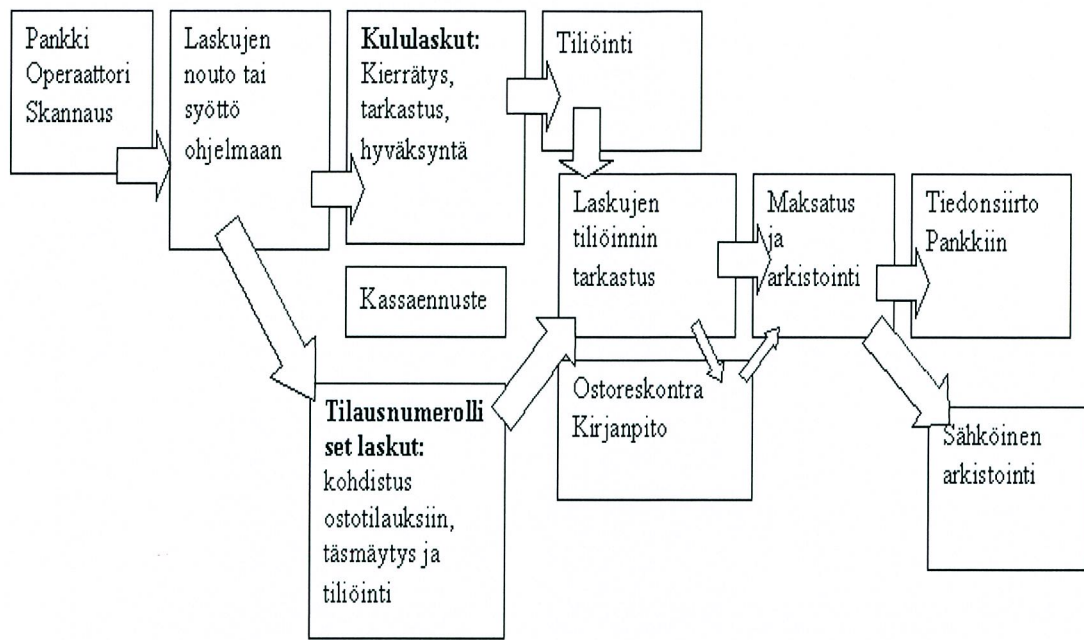 Pankki
Operaattori
Skannaus
Laskujen
nouto tai
syöttö
ohjelmaan
Kululaskut:
Kierrätys,
tarkastus,
hyväksyntä
Tiliöinti
Kassaennuste
Tilausnumerolli
set laskut:
kohdistus
ostotilauksiin,
täsmäytys ja
tiliöinti
Laskujen
tiliöinnin
tarkastus
Ostoreskontra
Kirjanpito
Maksatus
ja
arkistointi
Tiedonsiirto
Pankkiin
Sähköinen
arkistointi